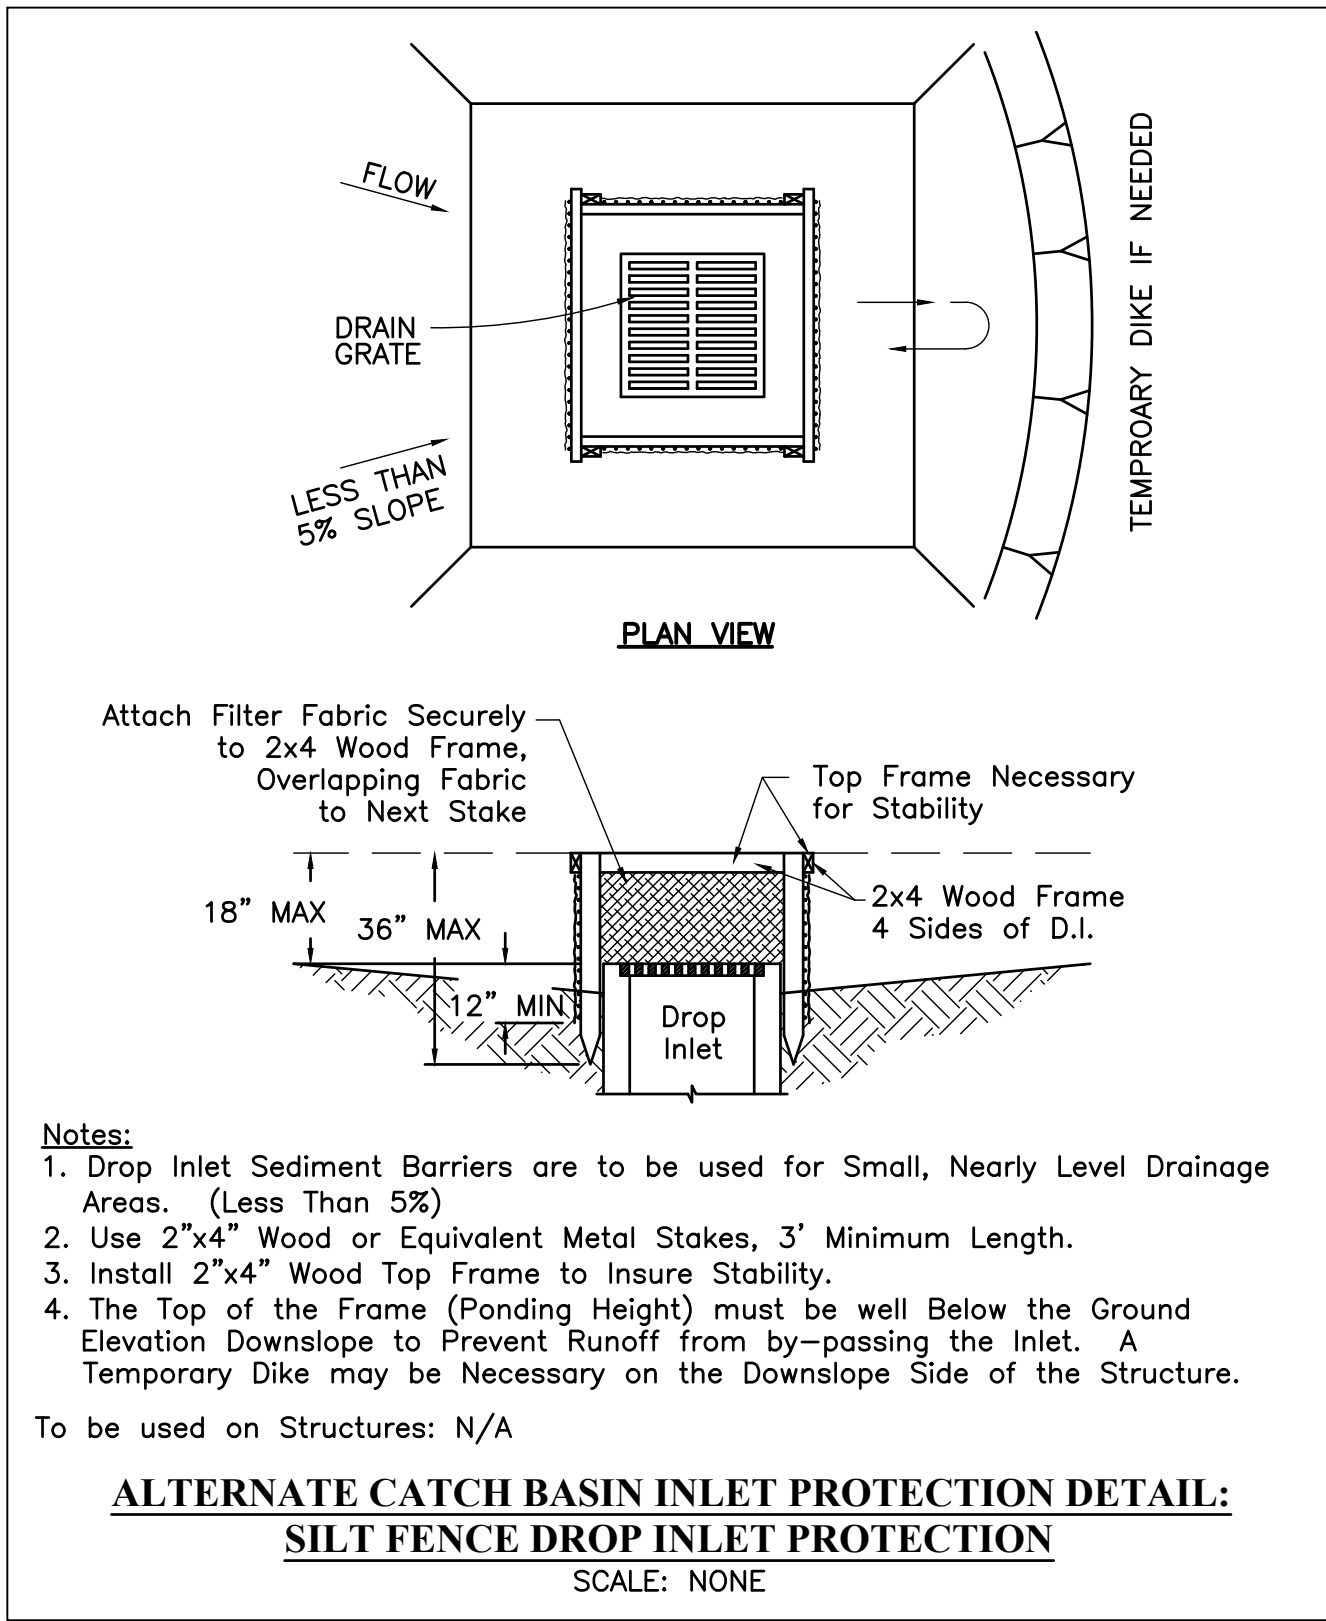 FLOW
DRAIN
GRATE
LESS THAN
5% SLOPE
TEMPROARY DIKE IF NEEDED
PLAN VIEW
Attach Filter Fabric Securely
to 2x4 Wood Frame,
Overlapping Fabric
to Next Stake
Top Frame Necessary
for Stability
18" MAX
36" MAX
2x4 Wood Frame
4 Sides of D.I.
12" MIN
Drop
Inlet
Notes:
1. Drop Inlet Sediment Barriers are to be used for Small, Nearly Level Drainage
Areas. (Less Than 5%)
2. Use 2"x4" Wood or Equivalent Metal Stakes, 3' Minimum Length.
3. Install 2"x4" Wood Top Frame to Insure Stability.
4. The Top of the Frame (Ponding Height) must be well Below the Ground
Elevation Downslope to Prevent Runoff from by-passing the Inlet. A
Temporary Dike may be Necessary on the Downslope Side of the Structure.
To be used on Structures: N/A
ALTERNATE CATCH BASIN INLET PROTECTION DETAIL:
SILT FENCE DROP INLET PROTECTION
SCALE: NONE